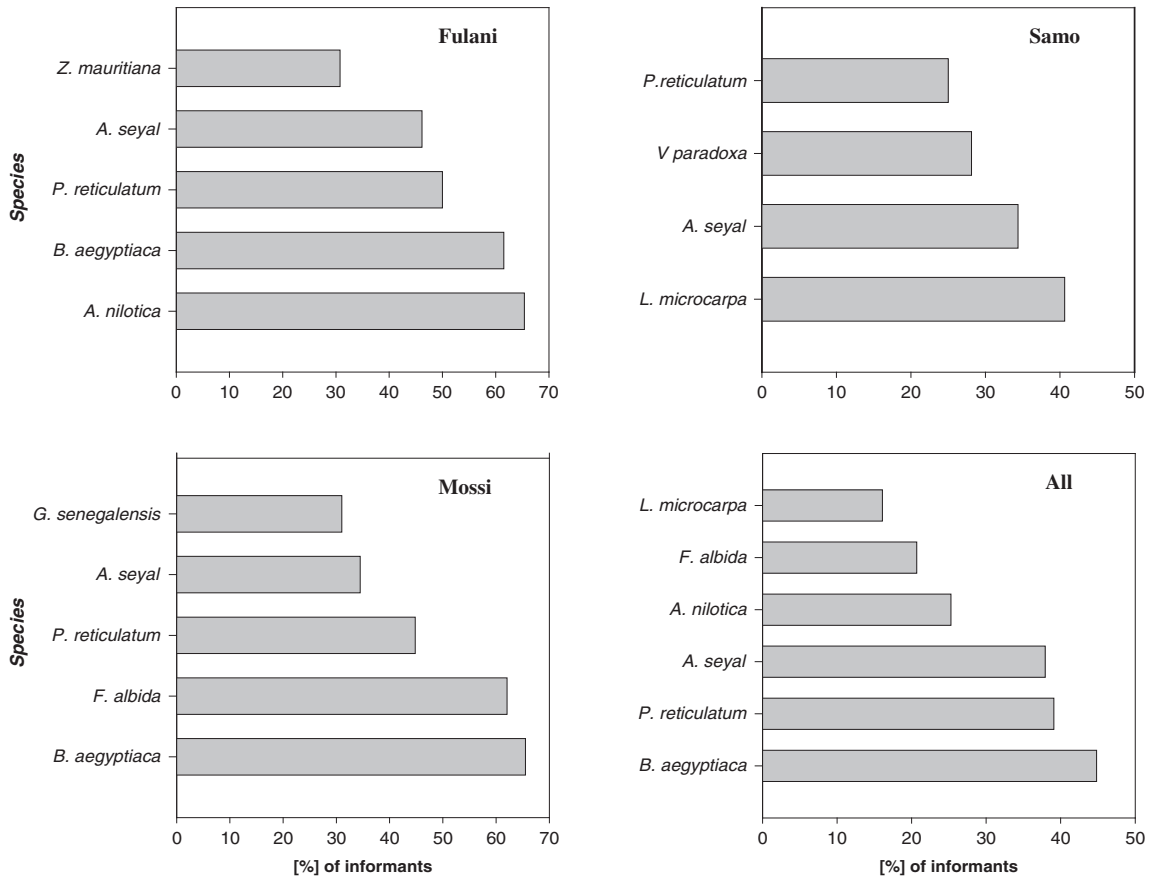 Fulani
Species
Z. mauritiana
A. seyal
P. reticulatum
B. aegyptiaca
A. nilotica
0 10 20 30 40 50 60 70
Samo
P.reticulatum
V paradoxa
A. seyal
L. microcarpa
0 10 20 30 40 50
Mossi
Species
G. senegalensis
A. seyal
P. reticulatum
F. albida
B. aegyptiaca
0 10 20 30 40 50 60 70
[%] of informants
All
L. microcarpa
F. albida
A. nilotica
A. seyal
P. reticulatum
B. aegyptiaca
0 10 20 30 40 50
[%] of informants